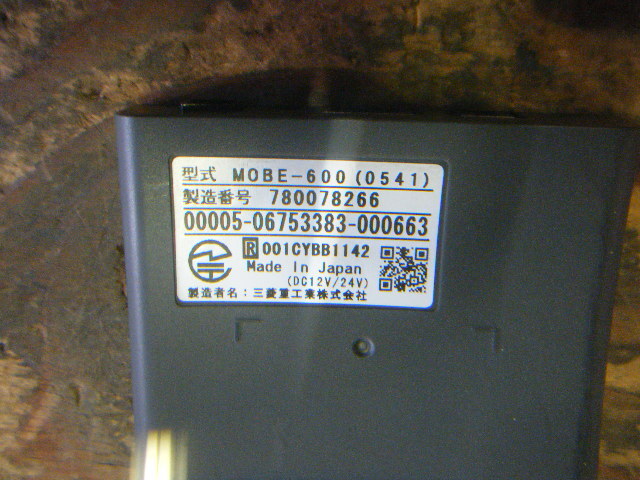 型式 MOBE-600(0541)
製造番号 780078266
00005-06753383-000663
R 001CYBB1142
Made In Japan
(DC12V/24V)
製造者名:三菱重工業株式会社